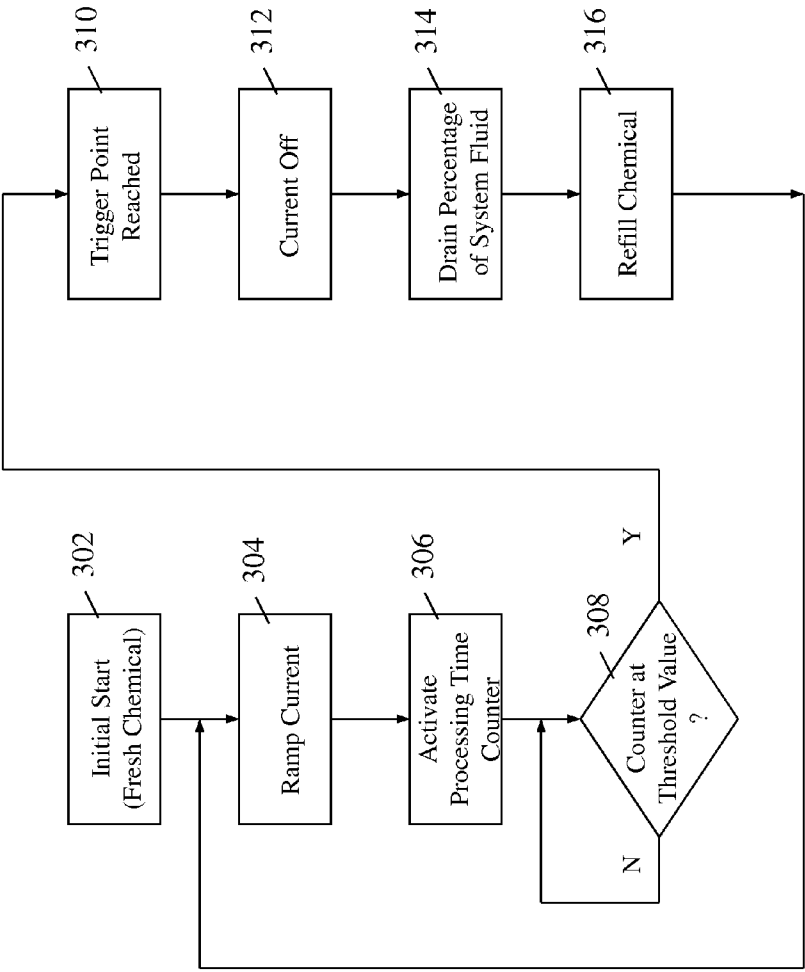 302
Initial Start
(Fresh Chemical)
304
Ramp Current
306
Activate
Processing Time
Counter
308
Counter at
Threshold Value
?
N
Y
310
Trigger Point
Reached
312
Current Off
314
Drain Percentage
of System Fluid
316
Refill Chemical